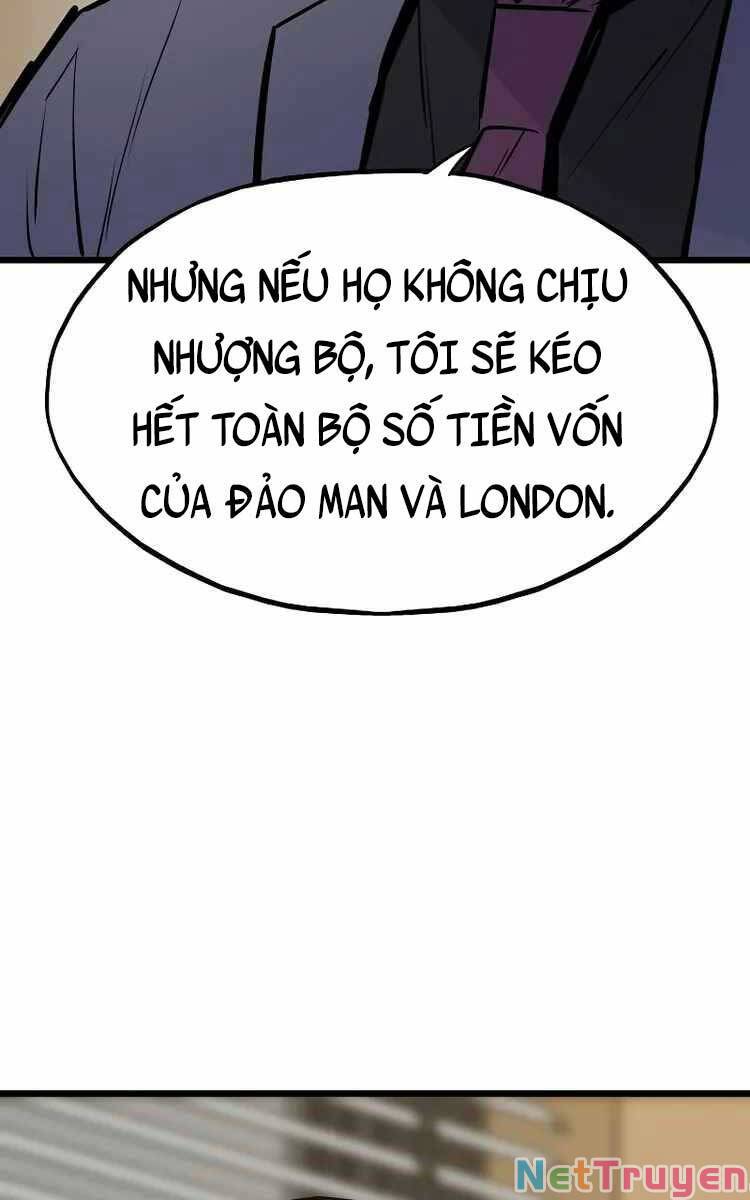 NHƯNG NẾU HỌ KHÔNG CHỊU
NHƯỢNG BỘ, TÔI SẼ KÉO
HẾT TOÀN BỘ SỐ TIỀN VỐN
CỦA ĐẢO MAN VÀ LONDON.
NetTruyen